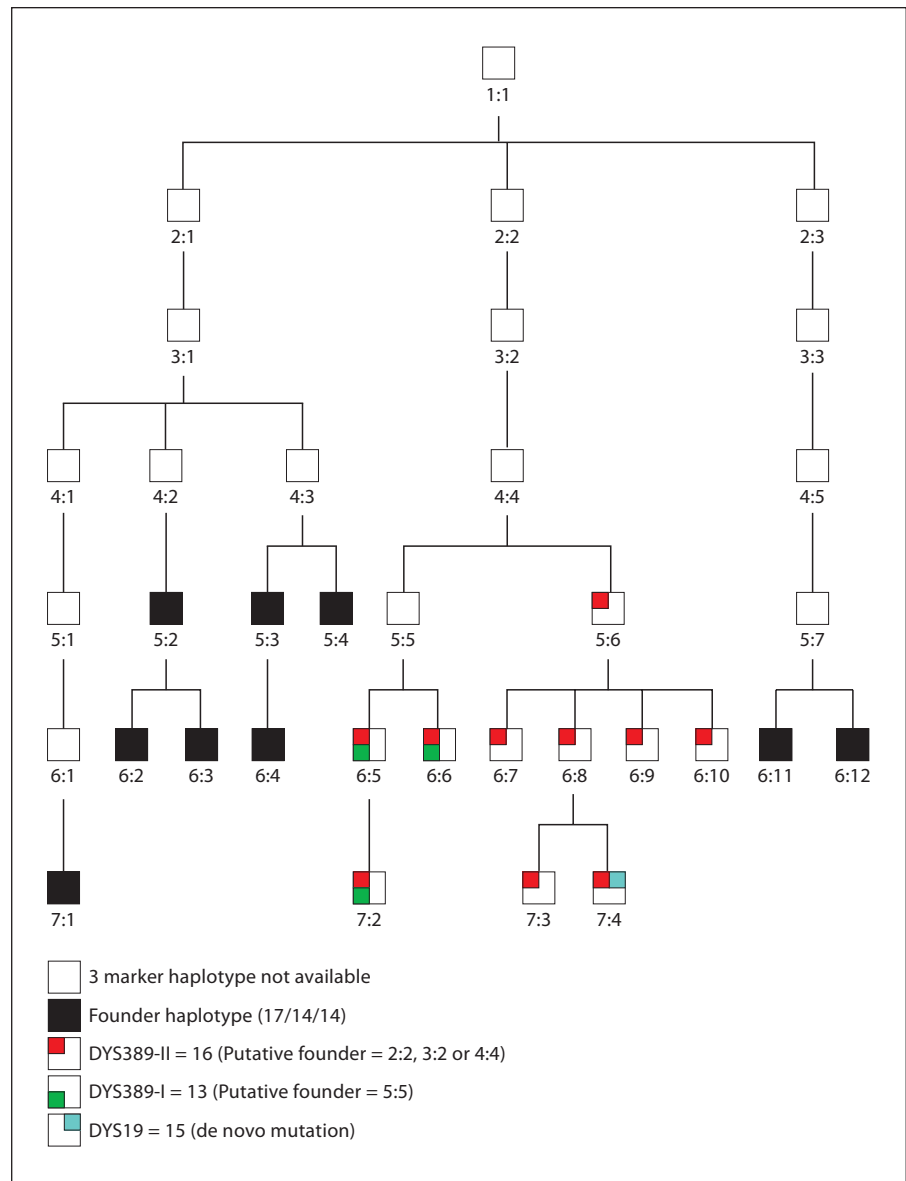 1:1
2:1 2:2 2:3
3:1 3:2 3:3
4:1 4:2 4:3 4:4 4:5
5:1 5:2 5:3 5:4 5:5 5:6 5:7
6:1 6:2 6:3 6:4 6:5 6:6 6:7 6:8 6:9 6:10 6:11 6:12
7:1 7:2 7:3 7:4
3 marker haplotype not available
Founder haplotype (17/14/14)
DYS389-II = 16 (Putative founder = 2:2, 3:2 or 4:4)
DYS389-I = 13 (Putative founder = 5:5)
DYS19 = 15 (de novo mutation)